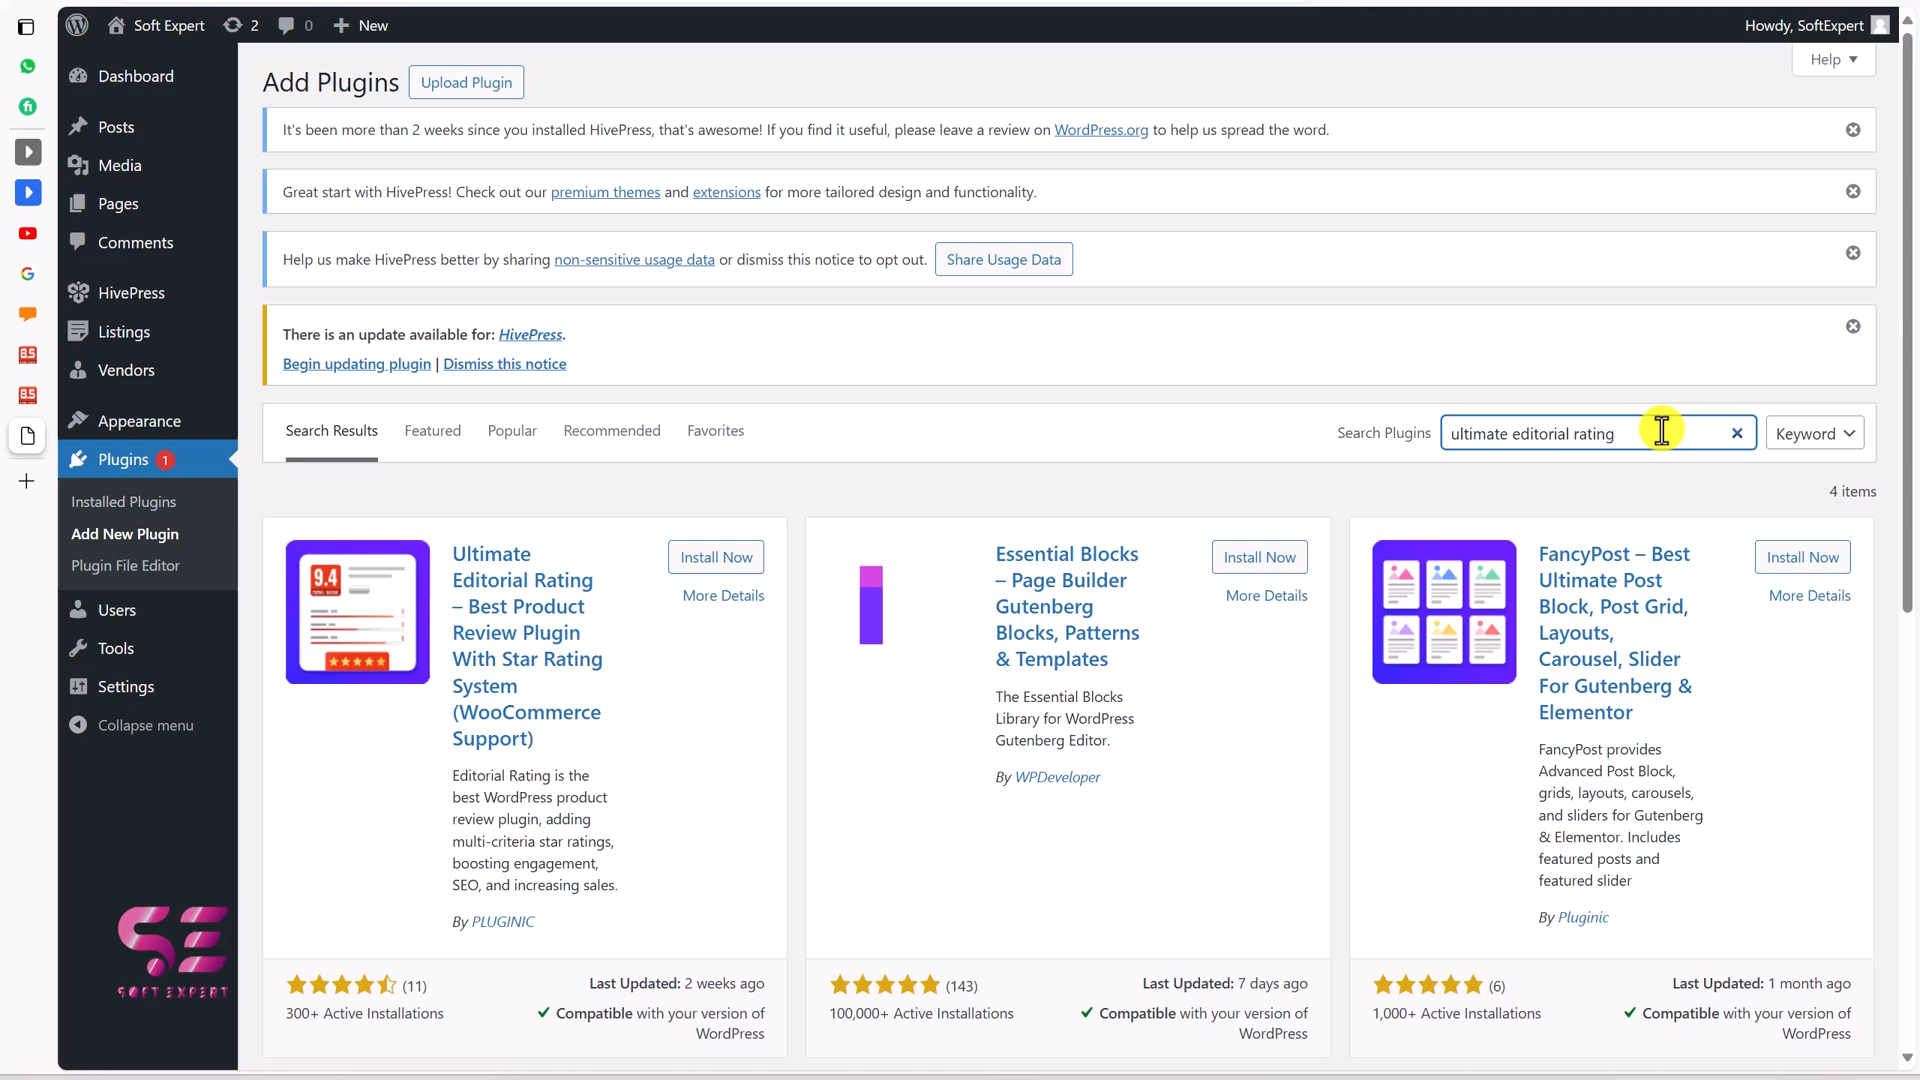 Soft Expert
2
0
New
Howdy, SoftExpert
Help
Dashboard
Posts
Media
Pages
Comments
HivePress
Listings
Vendors
Appearance
Plugins 1
Installed Plugins
Add New Plugin
Plugin File Editor
Users
Tools
Settings
Collapse menu
SE
SOFT EXPERT
8.5
8.5
Add Plugins
Upload Plugin
It's been more than 2 weeks since you installed HivePress, that's awesome! If you find it useful, please leave a review on WordPress.org to help us spread the word.
Great start with HivePress! Check out our premium themes and extensions for more tailored design and functionality.
Help us make HivePress better by sharing non-sensitive usage data or dismiss this notice to opt out. Share Usage Data
There is an update available for: HivePress.
Begin updating plugin | Dismiss this notice
Search Results
Featured
Popular
Recommended
Favorites
Search Plugins
ultimate editorial rating
Keyword
4 items
9.4
Ultimate
Editorial Rating
– Best Product
Review Plugin
With Star Rating
System
(WooCommerce
Support)
Install Now
More Details
Editorial Rating is the
best WordPress product
review plugin, adding
multi-criteria star ratings,
boosting engagement,
SEO, and increasing sales.
By PLUGINIC
(11)
300+ Active Installations
Last Updated: 2 weeks ago
Compatible with your version of
WordPress
Essential Blocks
– Page Builder
Gutenberg
Blocks, Patterns
& Templates
Install Now
More Details
The Essential Blocks
Library for WordPress
Gutenberg Editor.
By WPDeveloper
(143)
100,000+ Active Installations
Last Updated: 7 days ago
Compatible with your version of
WordPress
FancyPost – Best
Ultimate Post
Block, Post Grid,
Layouts,
Carousel, Slider
For Gutenberg &
Elementor
Install Now
More Details
FancyPost provides
Advanced Post Block,
grids, layouts, carousels,
and sliders for Gutenberg
& Elementor. Includes
featured posts and
featured slider
By Pluginic
(6)
1,000+ Active Installations
Last Updated: 1 month ago
Compatible with your version of
WordPress